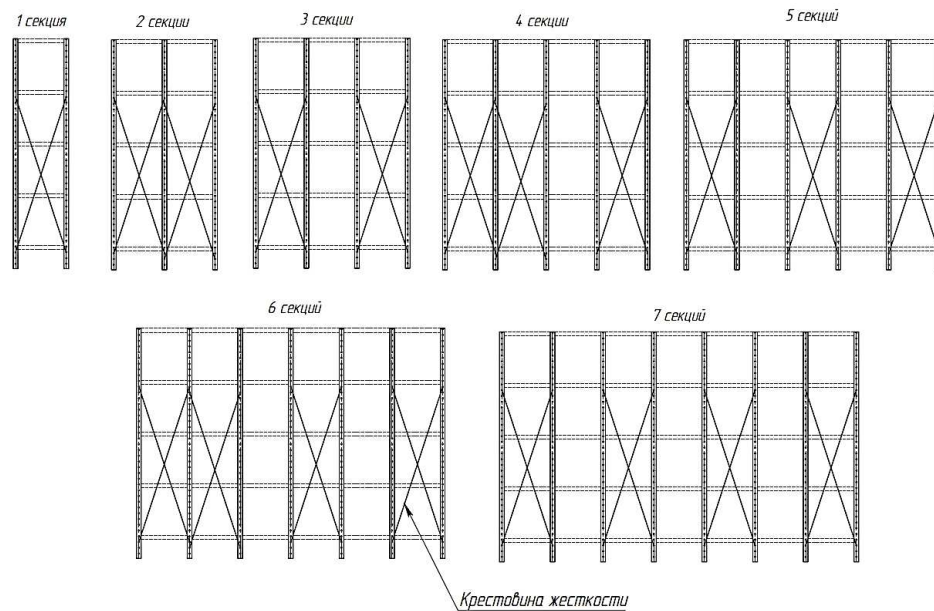 1 секция
2 секции
3 секции
4 секции
5 секций
6 секций
7 секций
Крестовина жесткости